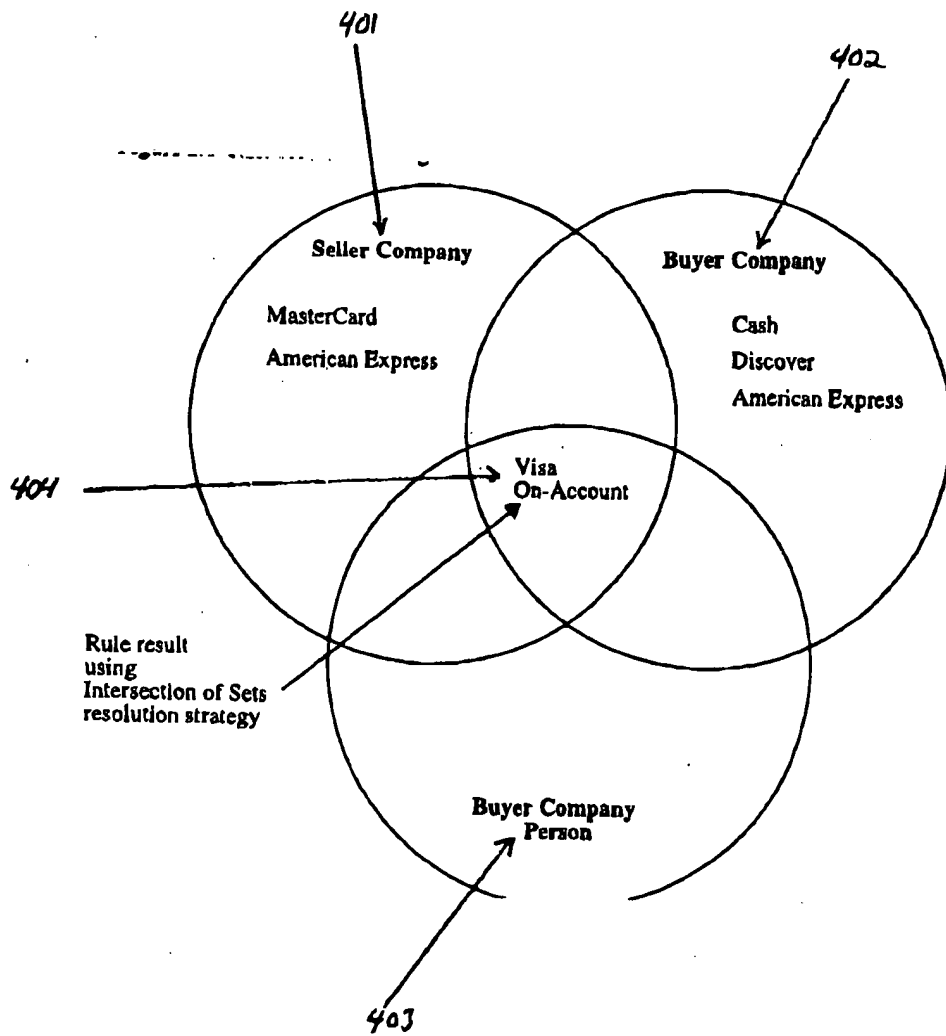 401
402
Seller Company
Buyer Company
MasterCard
American Express
Cash
Discover
American Express
404
Visa
On-Account
Rule result
using
Intersection of Sets
resolution strategy
Buyer Company
Person
403